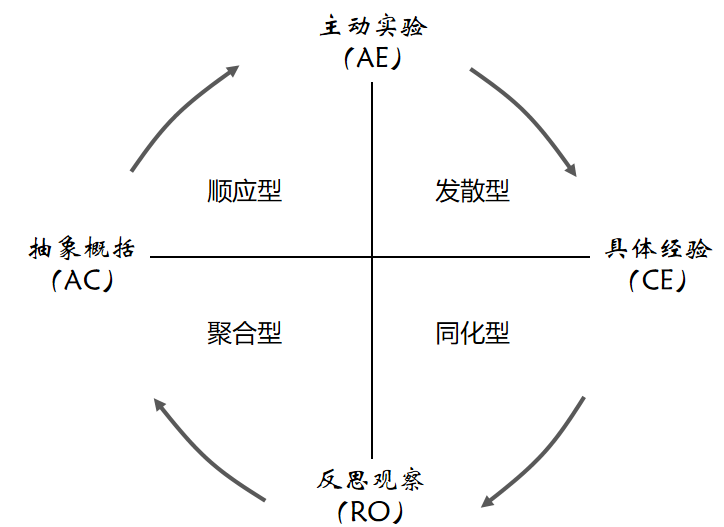 主动实验
（AE）
顺应型
发散型
抽象概括
（AC）
具体经验
（CE）
聚合型
同化型
反思观察
（RO）